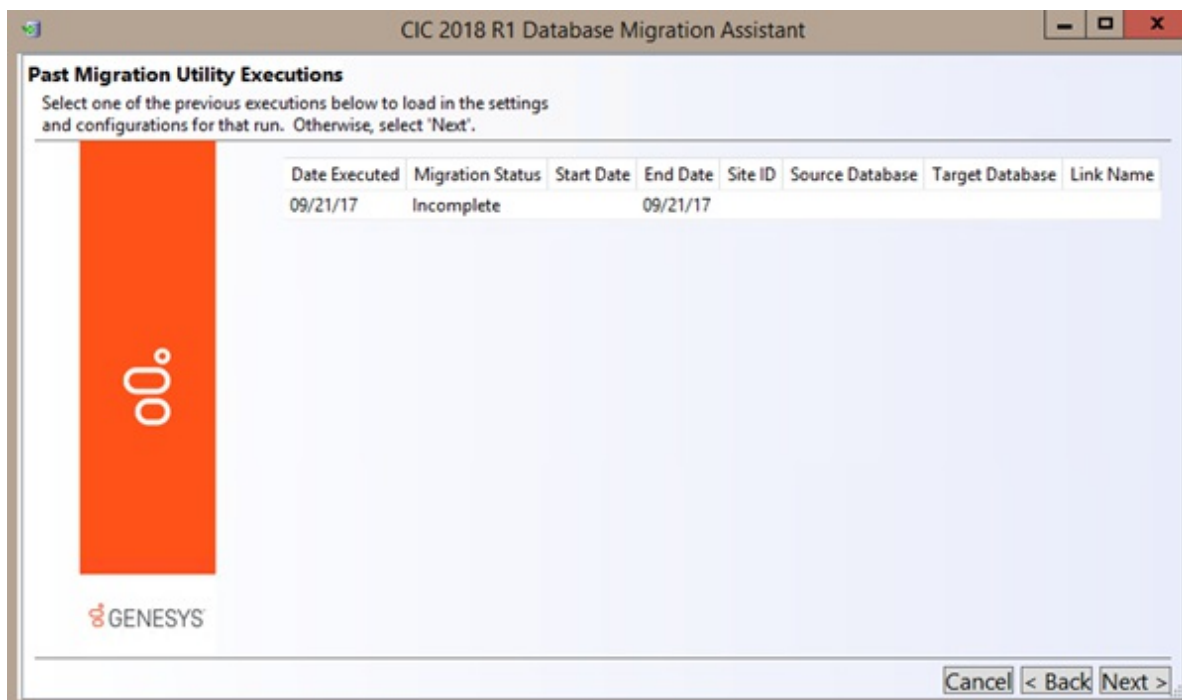 CIC 2018 R1 Database Migration Assistant
Past Migration Utility Executions
Select one of the previous executions below to load in the settings
and configurations for that run. Otherwise, select 'Next'.
Date Executed Migration Status Start Date End Date Site ID Source Database Target Database Link Name
09/21/17 Incomplete 09/21/17
GENESYS
Cancel < Back Next >